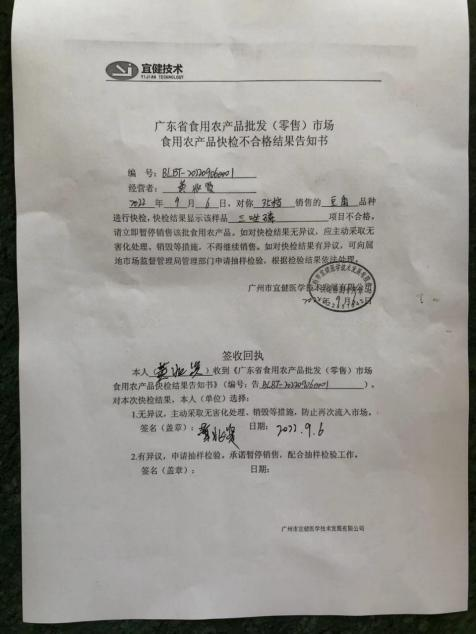 宜健技术
YIJIAN TECHNOLOGY
广东省食用农产品批发（零售）市场
食用农产品快检不合格结果告知书
编 号：BLBT-20220906001
经营者：
2022 年 9 月 6 日，对你 35档 销售的 豆角 品种
进行快检，快检结果显示该样品 三唑磷 项目不合格，
请立即暂停销售该批食用农产品。如对快检结果无异议，应主动采取无
害化处理、销毁等措施，不得继续销售。如对快检结果有异议，可向属
地市场监督管理局管理部门申请抽样检验，根据检验结果依法处理。
广州市宜健医学技术发展有限公司
2022年9月6日
签收回执
本人（ ）收到《广东省食用农产品批发（零售）市场
食用农产品快检结果告知书》（编号：告 BLBT-20220906001 ）。
对本次快检结果，本人（单位）选择：
1.无异议，主动采取无害化处理、销毁等措施，防止再次流入市场。
签名（盖章）： 日期：2022.9.6
2.有异议，申请抽样检验。承诺暂停销售，配合抽样检验工作。
签名（盖章）： 日期：
广州市宜健医学技术发展有限公司